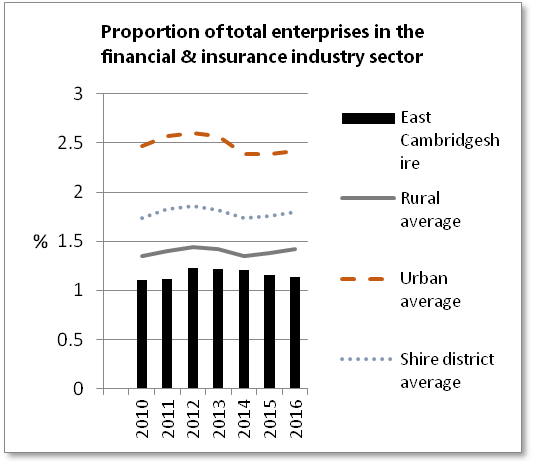 Proportion of total enterprises in the
financial & insurance industry sector
3
2.5
2
1.5
1
0.5
0
%
2010
2011
2012
2013
2014
2015
2016
East
Cambridgesh
ire
Rural
average
Urban
average
Shire district
average